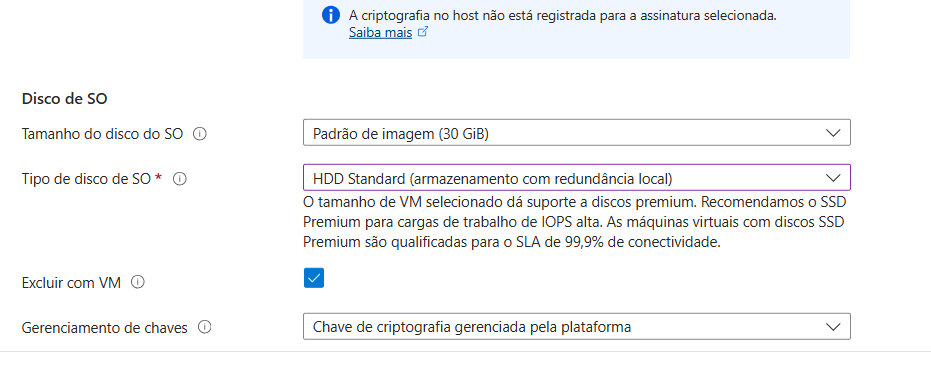 A criptografia no host não está registrada para a assinatura selecionada.
Saiba mais
Disco de SO
Tamanho do disco do SO
Padrão de imagem (30 GiB)
Tipo de disco de SO *
HDD Standard (armazenamento com redundância local)
O tamanho de VM selecionado dá suporte a discos premium. Recomendamos o SSD
Premium para cargas de trabalho de IOPS alta. As máquinas virtuais com discos SSD
Premium são qualificadas para o SLA de 99,9% de conectividade.
Excluir com VM
Gerenciamento de chaves
Chave de criptografia gerenciada pela plataforma